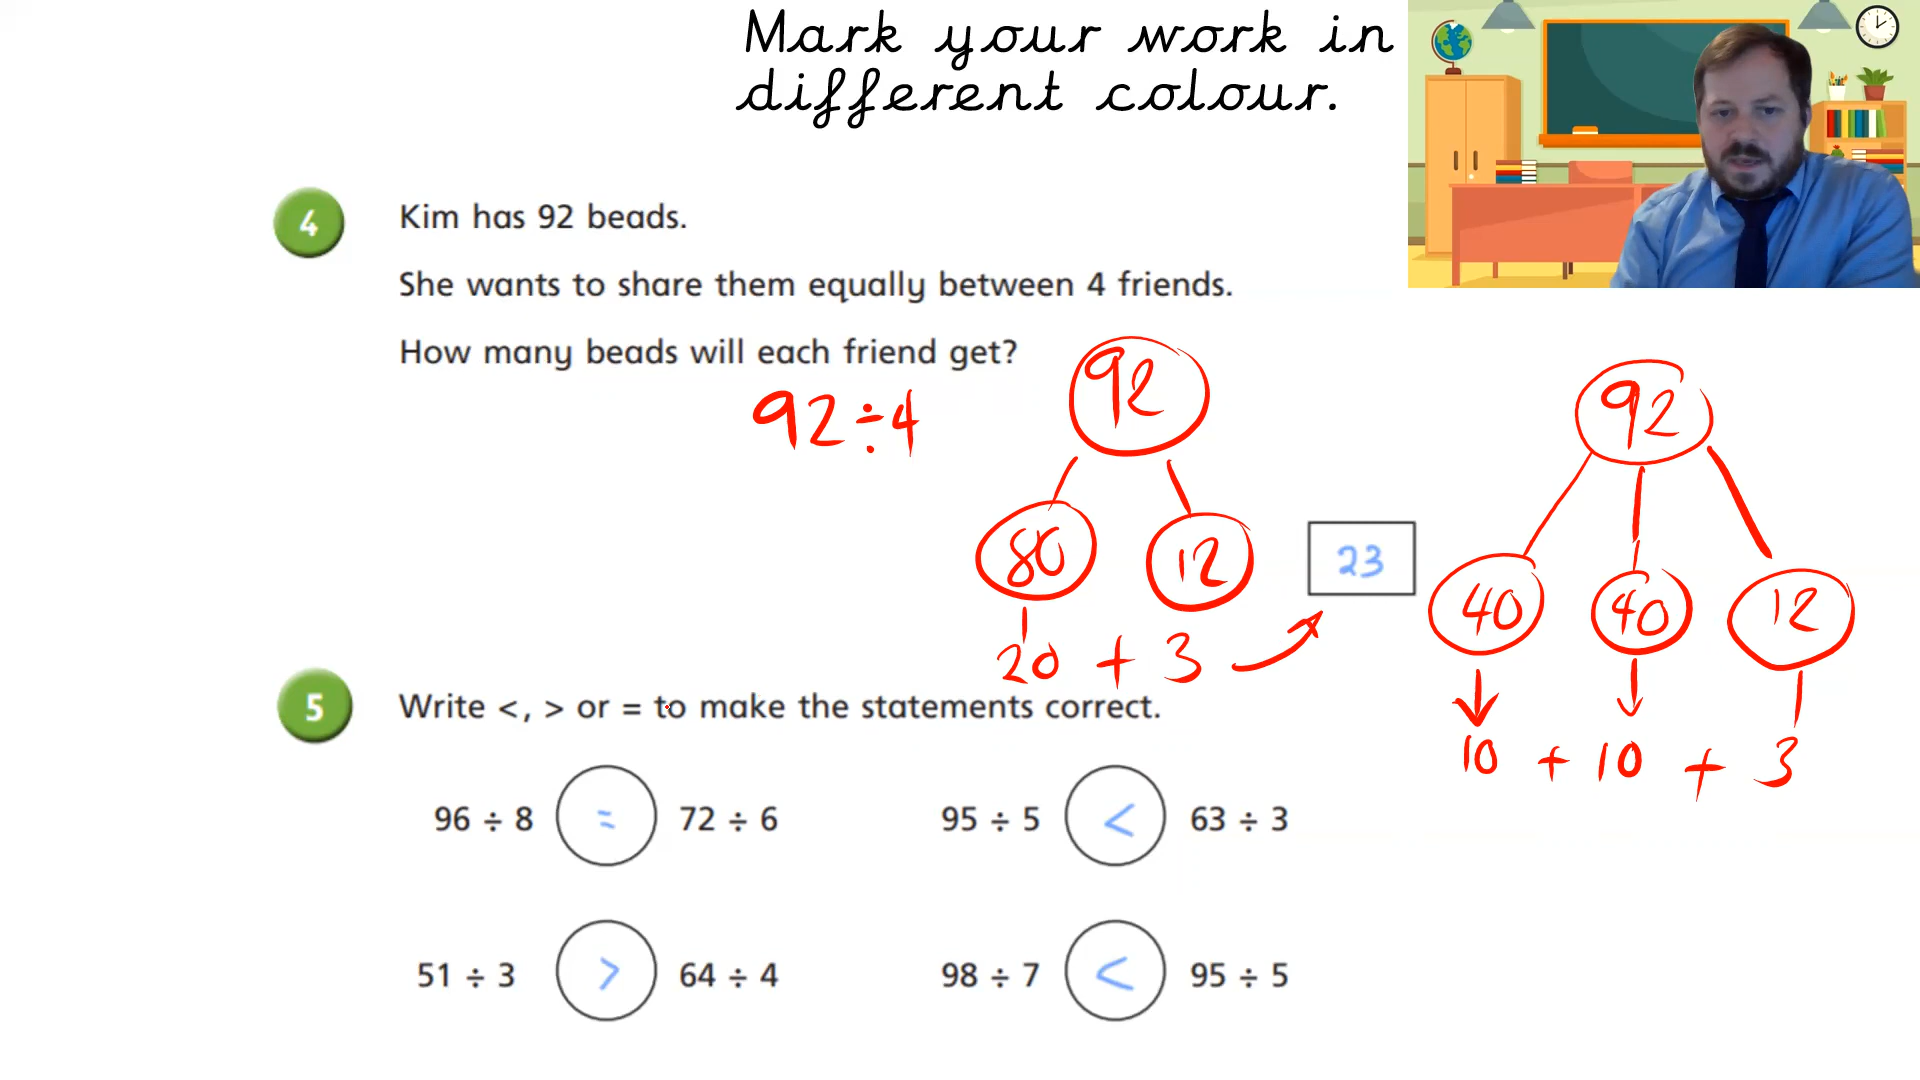 Mark your work in
different colour.
4
Kim has 92 beads.
She wants to share them equally between 4 friends.
How many beads will each friend get?
92 ÷ 4
92
80 12
20 + 3
23
92
40 40 12
10 + 10 + 3
5
Write <, > or = to make the statements correct.
96 ÷ 8 = 72 ÷ 6 95 ÷ 5 < 63 ÷ 3
51 ÷ 3 > 64 ÷ 4 98 ÷ 7 < 95 ÷ 5